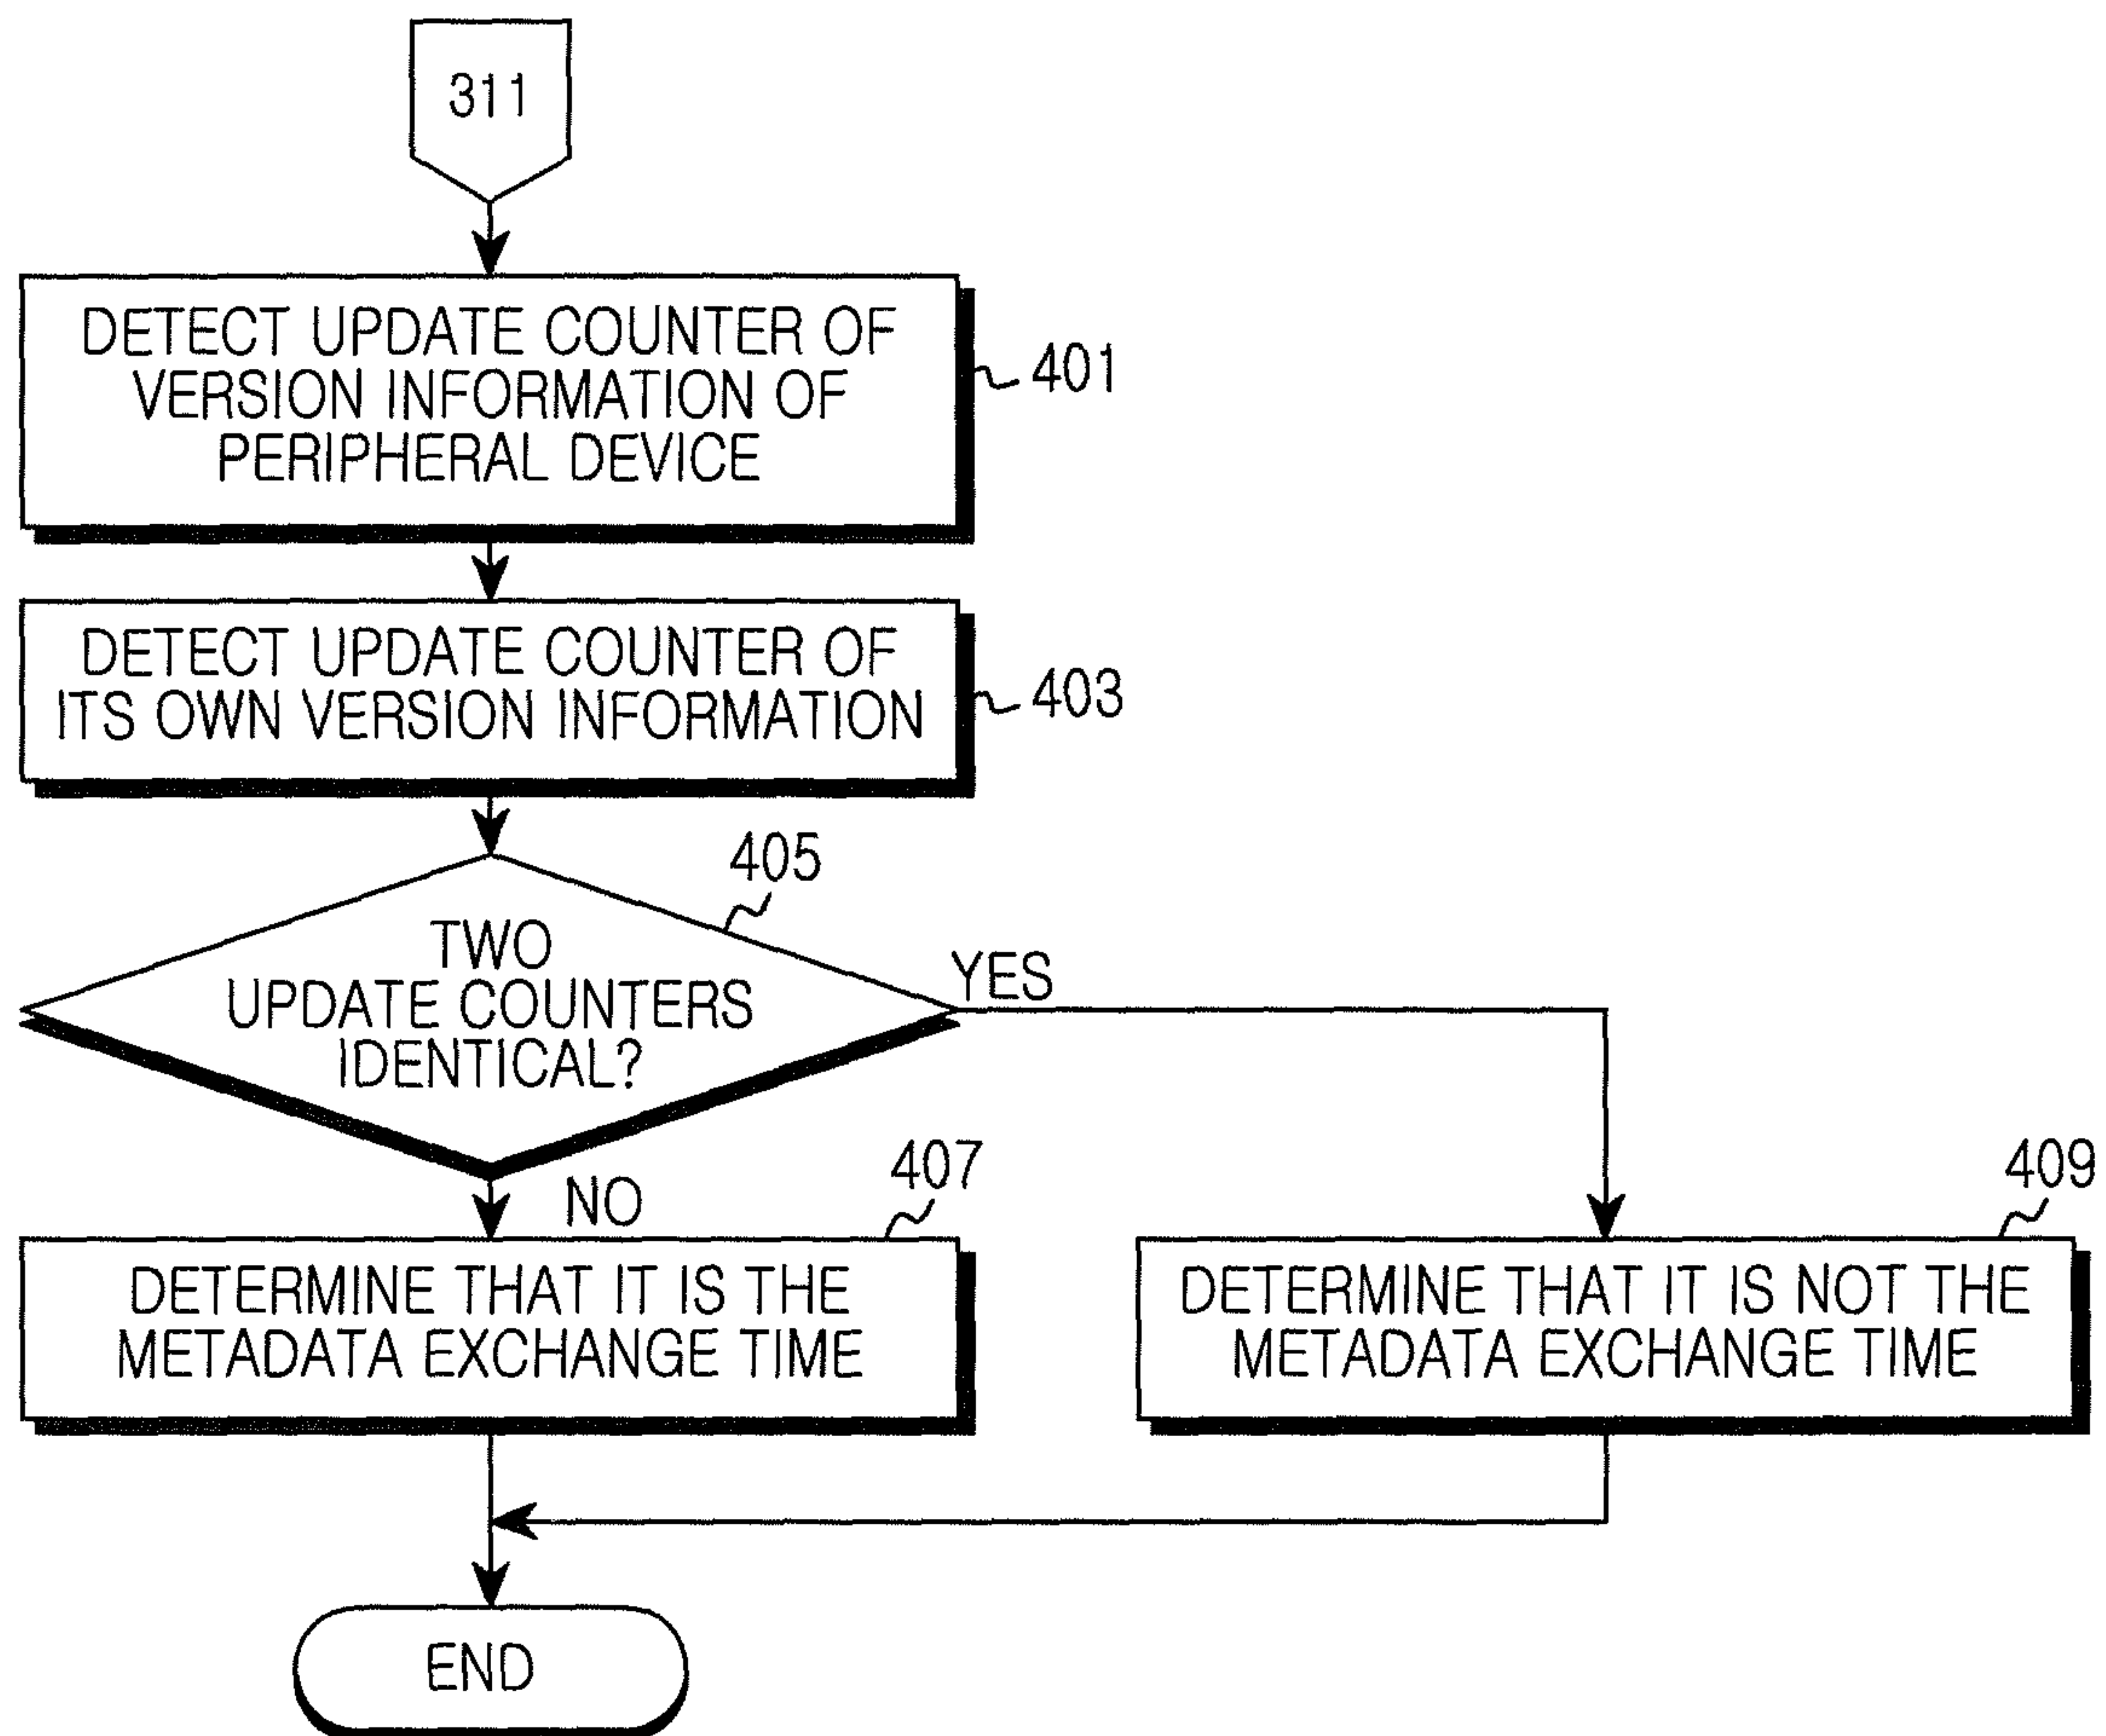 311
DETECT UPDATE COUNTER OF
VERSION INFORMATION OF
PERIPHERAL DEVICE
401
DETECT UPDATE COUNTER OF
ITS OWN VERSION INFORMATION
403
405
TWO
UPDATE COUNTERS
IDENTICAL?
YES
NO
407
DETERMINE THAT IT IS THE
METADATA EXCHANGE TIME
409
DETERMINE THAT IT IS NOT THE
METADATA EXCHANGE TIME
END